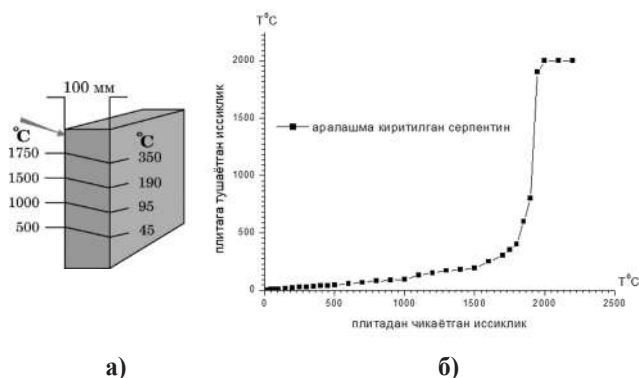 100 мм
°C
1750
1500
1000
500
°C
350
190
95
45
а)
T°C
2000
1000
500
0
плитага тушаётган иссиклик
аралашма киритилган серпентин
0 500 1000 1500 2000 2500
T°C
плитадан чикаётган иссиклик
б)